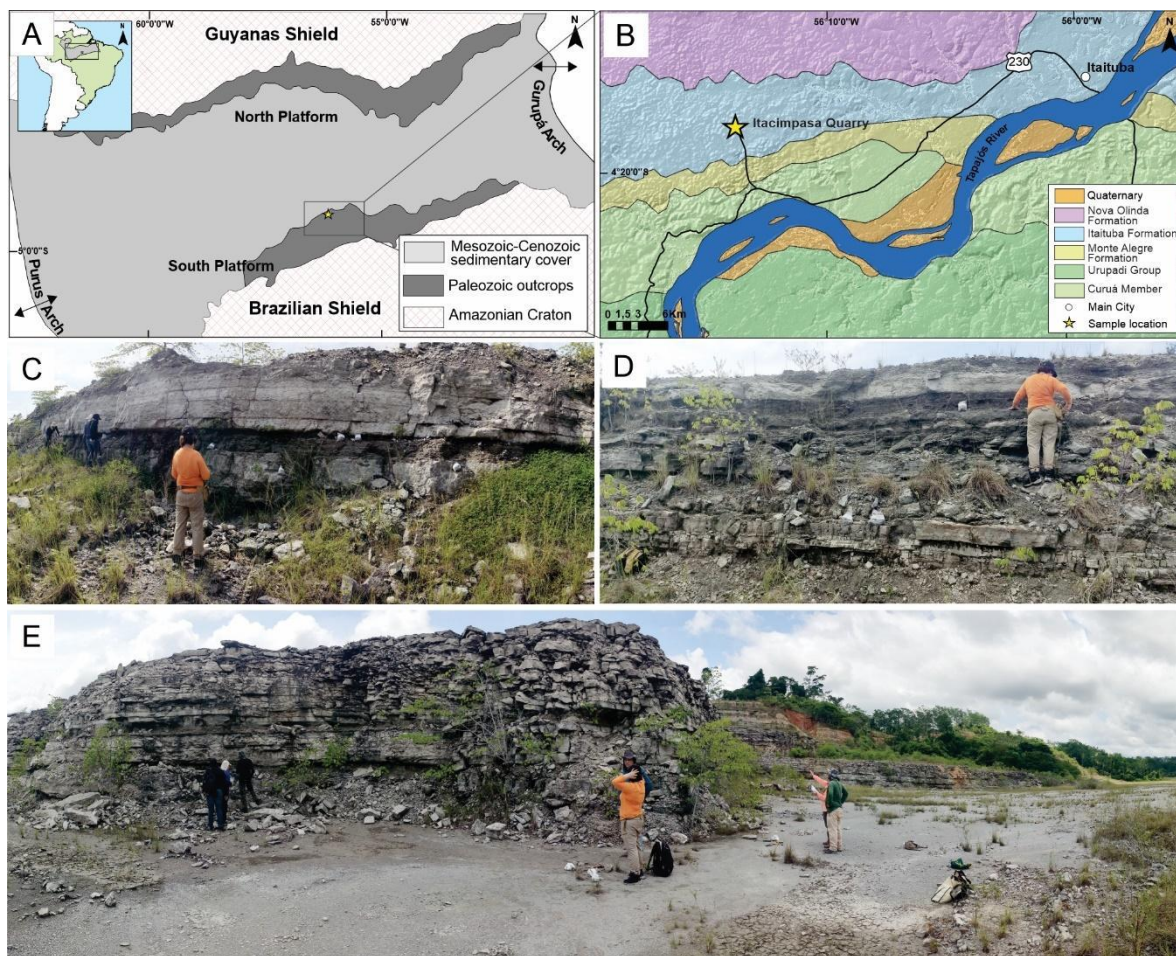 A
60°0'0"W
55°0'0"W
N
Guyanas Shield
North Platform
Gurupá Arch
5°0'0"S
South Platform
Purus Arch
Brazilian Shield
Mesozoic-Cenozoic
sedimentary cover
Paleozoic outcrops
Amazonian Craton
B
56°10'0"W
56°0'0"W
N
230
Itaituba
Itacimpasa Quarry
4°20'0"S
Tapajós River
0 1,5 3 6Km
Quaternary
Nova Olinda
Formation
Itaituba Formation
Monte Alegre
Formation
Urupadi Group
Curuá Member
Main City
Sample location
C
D
E